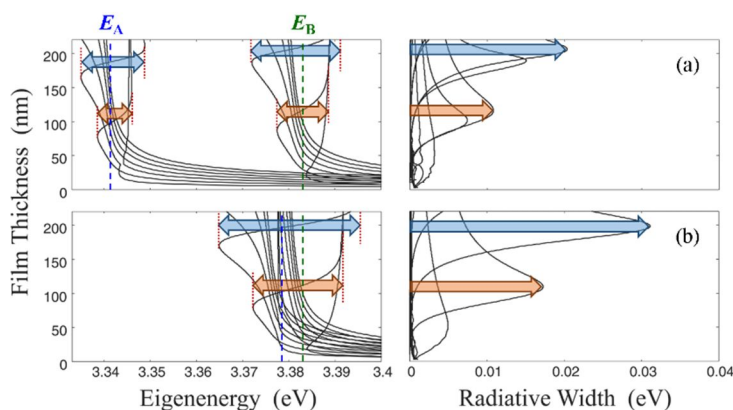 E_A E_B
Film Thickness (nm)
200
150
100
50
0
(a)
200
150
100
50
0
(b)
3.34 3.35 3.36 3.37 3.38 3.39 3.4
0 0.01 0.02 0.03 0.04
Eigenenergy (eV)
Radiative Width (eV)